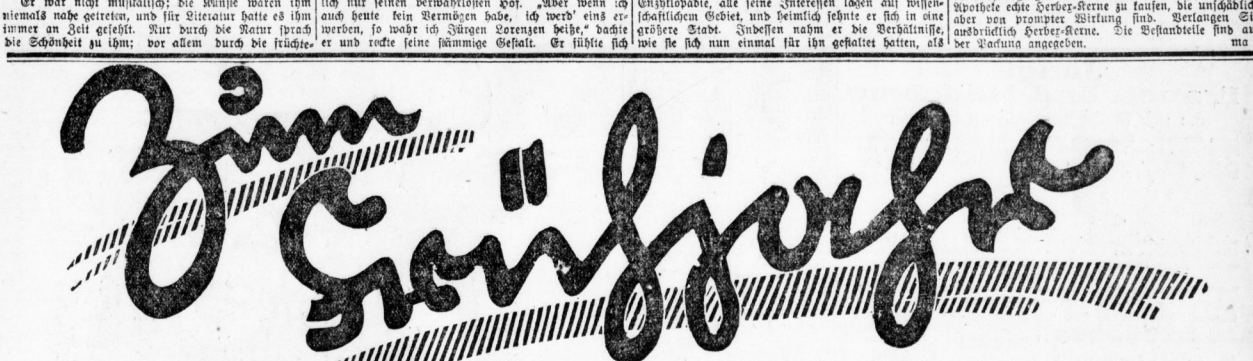 Er war nicht musikalisch; die Künste waren ihm
niemals nahe getreten, und für Literatur hatte es ihm
immer an Zeit gefehlt. Nur durch die Natur sprach
die Schönheit zu ihm; vor allem durch die früchte-
lich nur seinen verwahrlosten Hof. „Aber wenn ich
auch heute kein Vermögen habe, ich werd' eins er-
werben, so wahr ich Jürgen Lorenzen heiße,“ dachte
er und reckte seine stämmige Gestalt. Er fühlte sich
Enzyklopädie, alle seine Interessen lagen auf wissen-
schaftlichem Gebiet, und heimlich sehnte er sich in eine
größere Stadt. Indessen nahm er die Verhältnisse,
wie sie sich nun einmal für ihn gestaltet hatten, als
Apotheke echte Herbex-Kerne zu kaufen, die unschädlich
aber von prompter Wirkung sind. Verlangen
ausdrücklich Herbex-Kerne. Die Bestandteile sind
der Packung angegeben.
Zum
Frühjahr